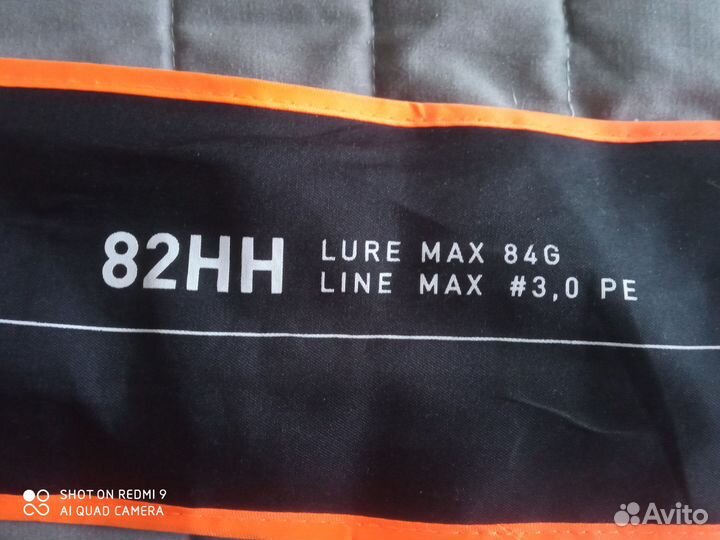 82HH
LURE MAX 84G
LINE MAX #3,0 PE
SHOT ON REDMI 9
AI QUAD CAMERA
Avito